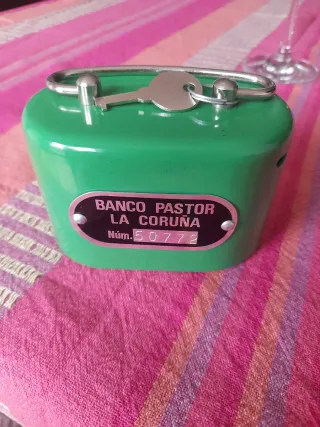 BANCO PASTOR
LA CORUÑA
Núm. 50772